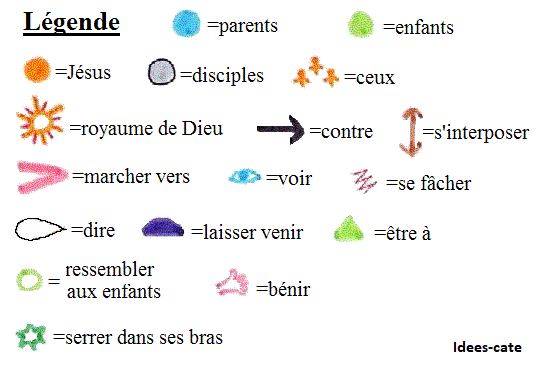 Légende =parents =enfants
=Jésus =disciples =ceux
=royaume de Dieu =contre =s'interposer
=marcher vers =voir =se fâcher
=dire =laisser venir =être à
= ressembler
aux enfants =bénir
=serrer dans ses bras
Idees-cate